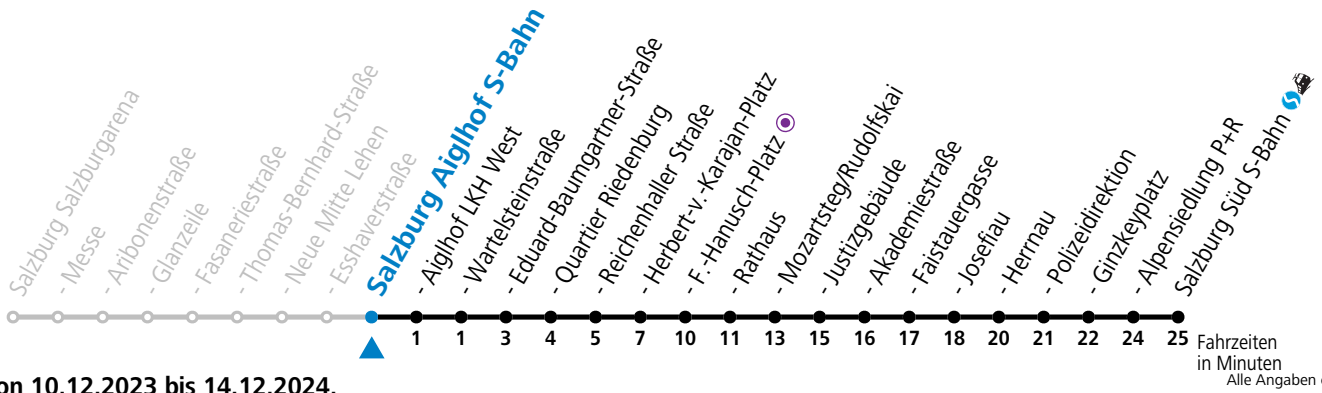 Salzburg Salzburgarena
- Messe
- Aribonenstraße
- Glanzeile
- Fasaneriestraße
- Thomas-Bernhard-Straße
- Neue Mitte Lehen
- Esshaverstraße
Salzburg Aiglhof S-Bahn
- Aiglhof LKH West
- Wartelsteinstraße
- Eduard-Baumgartner-Straße
- Quartier Riedenburg
- Reichenhaller Straße
- Herbert-v.-Karajan-Platz
- F.-Hanusch-Platz
- Rathaus
- Mozartsteg/Rudolfskai
- Justizgebäude
- Akademiestraße
- Faistauergasse
- Josefiau
- Herrnau
- Polizeidirektion
- Ginzkeyplatz
- Alpensiedlung P+R
Salzburg Süd S-Bahn
1 1 3 4 5 7 10 11 13 15 16 17 18 20 21 22 24 25
Fahrzeiten
in Minuten
Alle Angaben
on 10.12.2023 bis 14.12.2024.